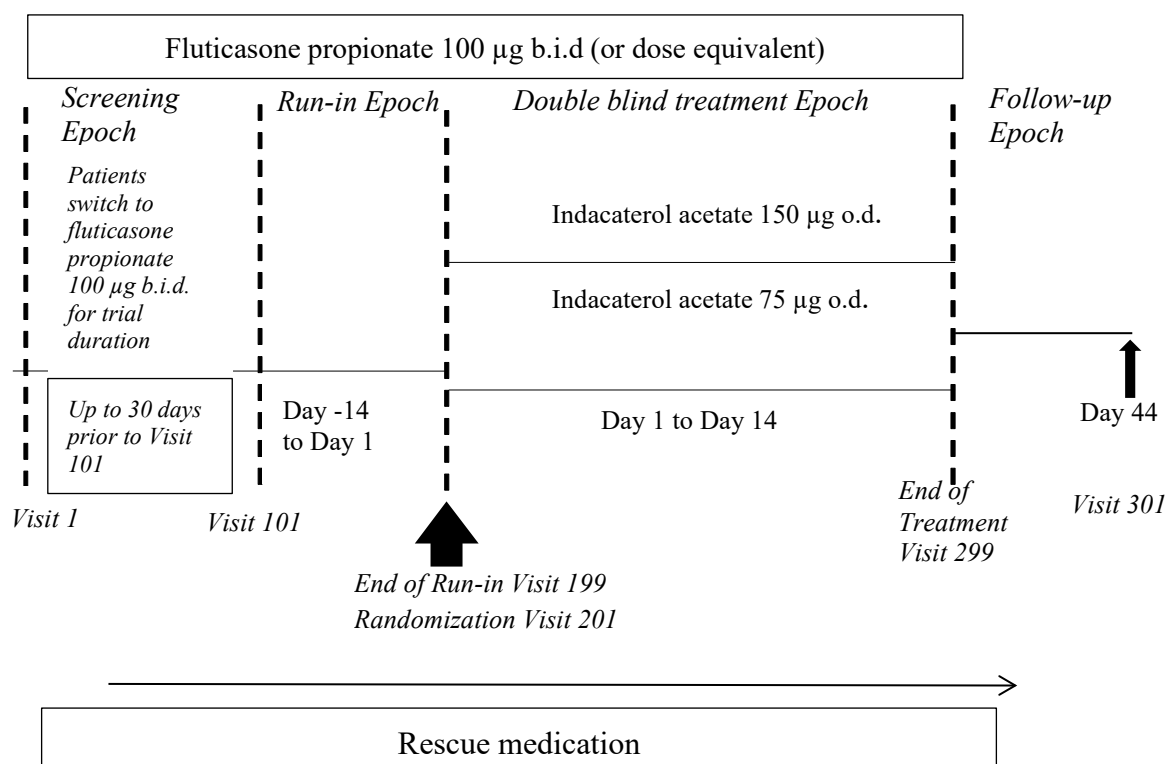 Fluticasone propionate 100 µg b.i.d (or dose equivalent)
Screening
Epoch
Run-in Epoch
Double blind treatment Epoch
Follow-up
Epoch
Patients
switch to
fluticasone
propionate
100 µg b.i.d.
for trial
duration
Indacaterol acetate 150 µg o.d.
Indacaterol acetate 75 µg o.d.
Up to 30 days
prior to Visit
101
Day -14
to Day 1
Day 1 to Day 14
Day 44
Visit 1
Visit 101
End of
Treatment
Visit 299
Visit 301
End of Run-in Visit 199
Randomization Visit 201
Rescue medication